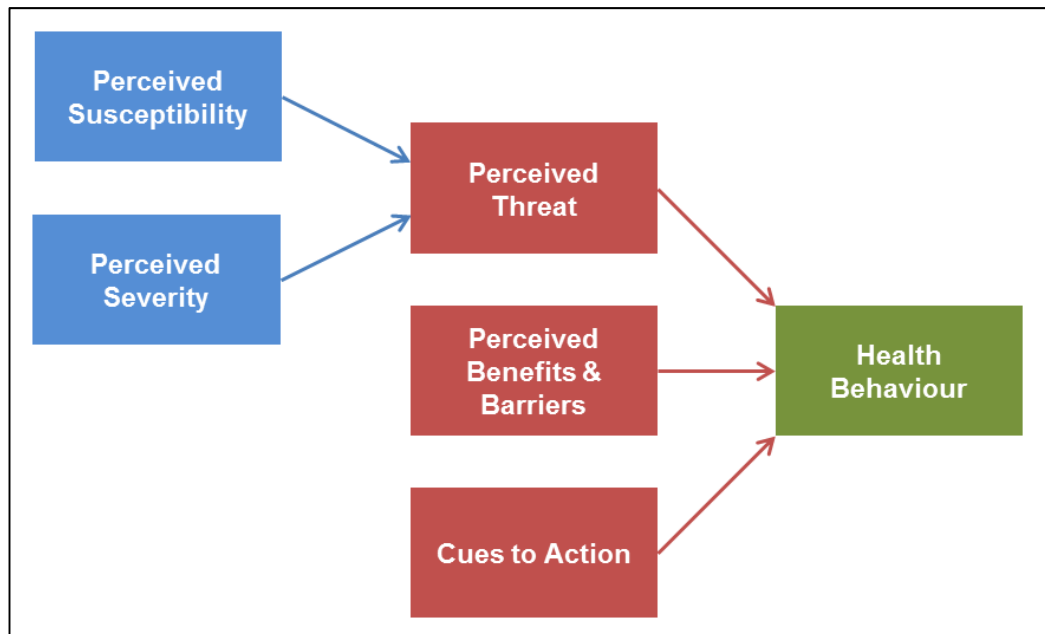 Perceived
Susceptibility
Perceived
Severity
Perceived
Threat
Perceived
Benefits &
Barriers
Cues to Action
Health
Behaviour